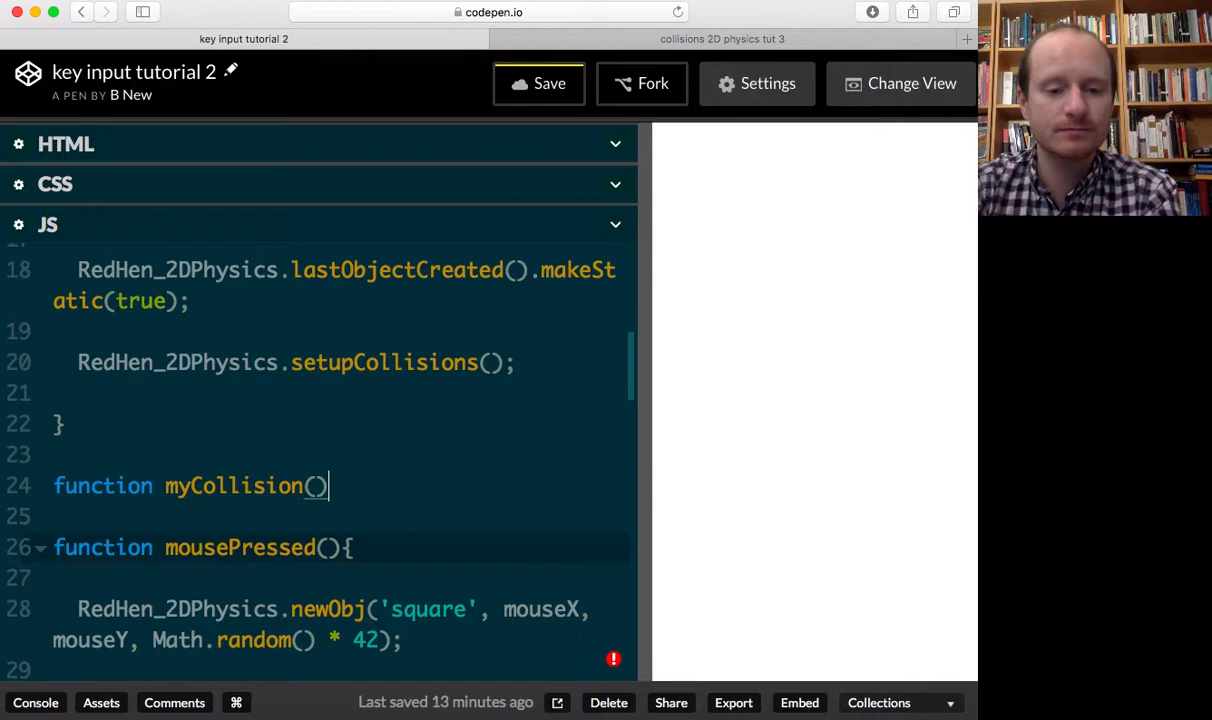 codepen.io
key input tutorial 2
collisions 2D physics tut 3
key input tutorial 2
A PEN BY B New
Save
Fork
Settings
Change View
HTML
CSS
JS
18 RedHen_2DPhysics.lastObjectCreated().makeSt
atic(true);
19
20 RedHen_2DPhysics.setupCollisions();
21
22 }
23
24 function myCollision()
25
26 function mousePressed(){
27
28 RedHen_2DPhysics.newObj('square', mouseX,
mouseY, Math.random() * 42);
29
Console
Assets
Comments
⌘
Last saved 13 minutes ago
Delete
Share
Export
Embed
Collections